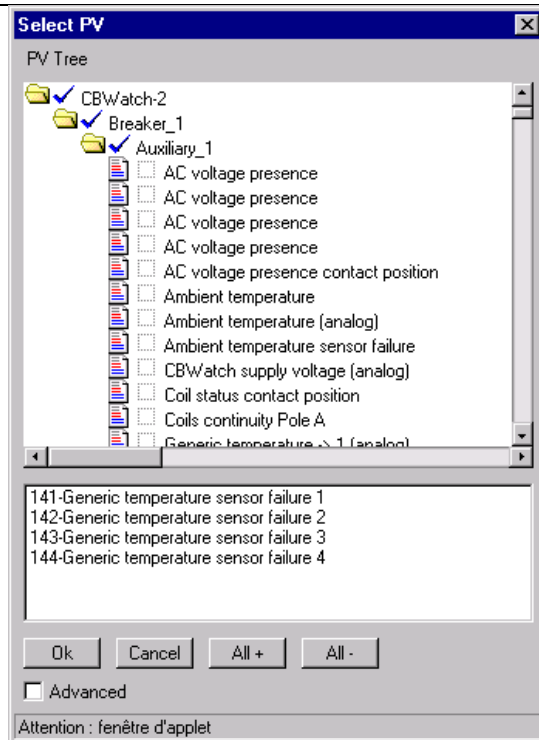 Select PV
PV Tree
CBWatch-2
Breaker_1
Auxiliary_1
AC voltage presence
AC voltage presence
AC voltage presence
AC voltage presence
AC voltage presence contact position
Ambient temperature
Ambient temperature (analog)
Ambient temperature sensor failure
CBWatch supply voltage (analog)
Coil status contact position
Coils continuity Pole A
Generic temperature -> 1 (analog)
141-Generic temperature sensor failure 1
142-Generic temperature sensor failure 2
143-Generic temperature sensor failure 3
144-Generic temperature sensor failure 4
Ok Cancel All + All -
Advanced
Attention : fenêtre d'applet